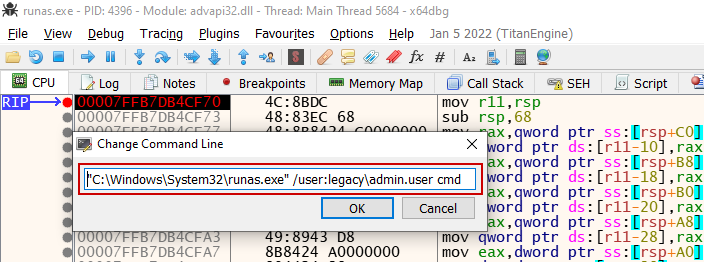 runas.exe - PID: 4396 - Module: advapi32.dll - Thread: Main Thread 5684 - x64dbg
File View Debug Tracing Plugins Favourites Options Help Jan 5 2022 (TitanEngine)
CPU Log Notes Breakpoints Memory Map Call Stack SEH Script
RIP 00007FFB7DB4CF70 4C:8BDC mov r11,rsp
00007FFB7DB4CF73 48:83EC 68 sub rsp,68
48:8B8424 C0000000 mov rax,qword ptr ss:[rsp+C0]
Change Command Line
qword ptr ds:[r11-10],rax
qword ptr ss:[rsp+B8]
"C:\Windows\System32\runas.exe" /user:legacy\admin.user cmd
qword ptr ds:[r11-18],rax
qword ptr ss:[rsp+B0]
OK Cancel
qword ptr ds:[r11-20],rax
qword ptr ss:[rsp+A8]
00007FFB7DB4CFA3 49:8943 D8 mov qword ptr ds:[r11-28],rax
00007FFB7DB4CFA7 8B8424 A0000000 mov eax,dword ptr ss:[rsp+A0]